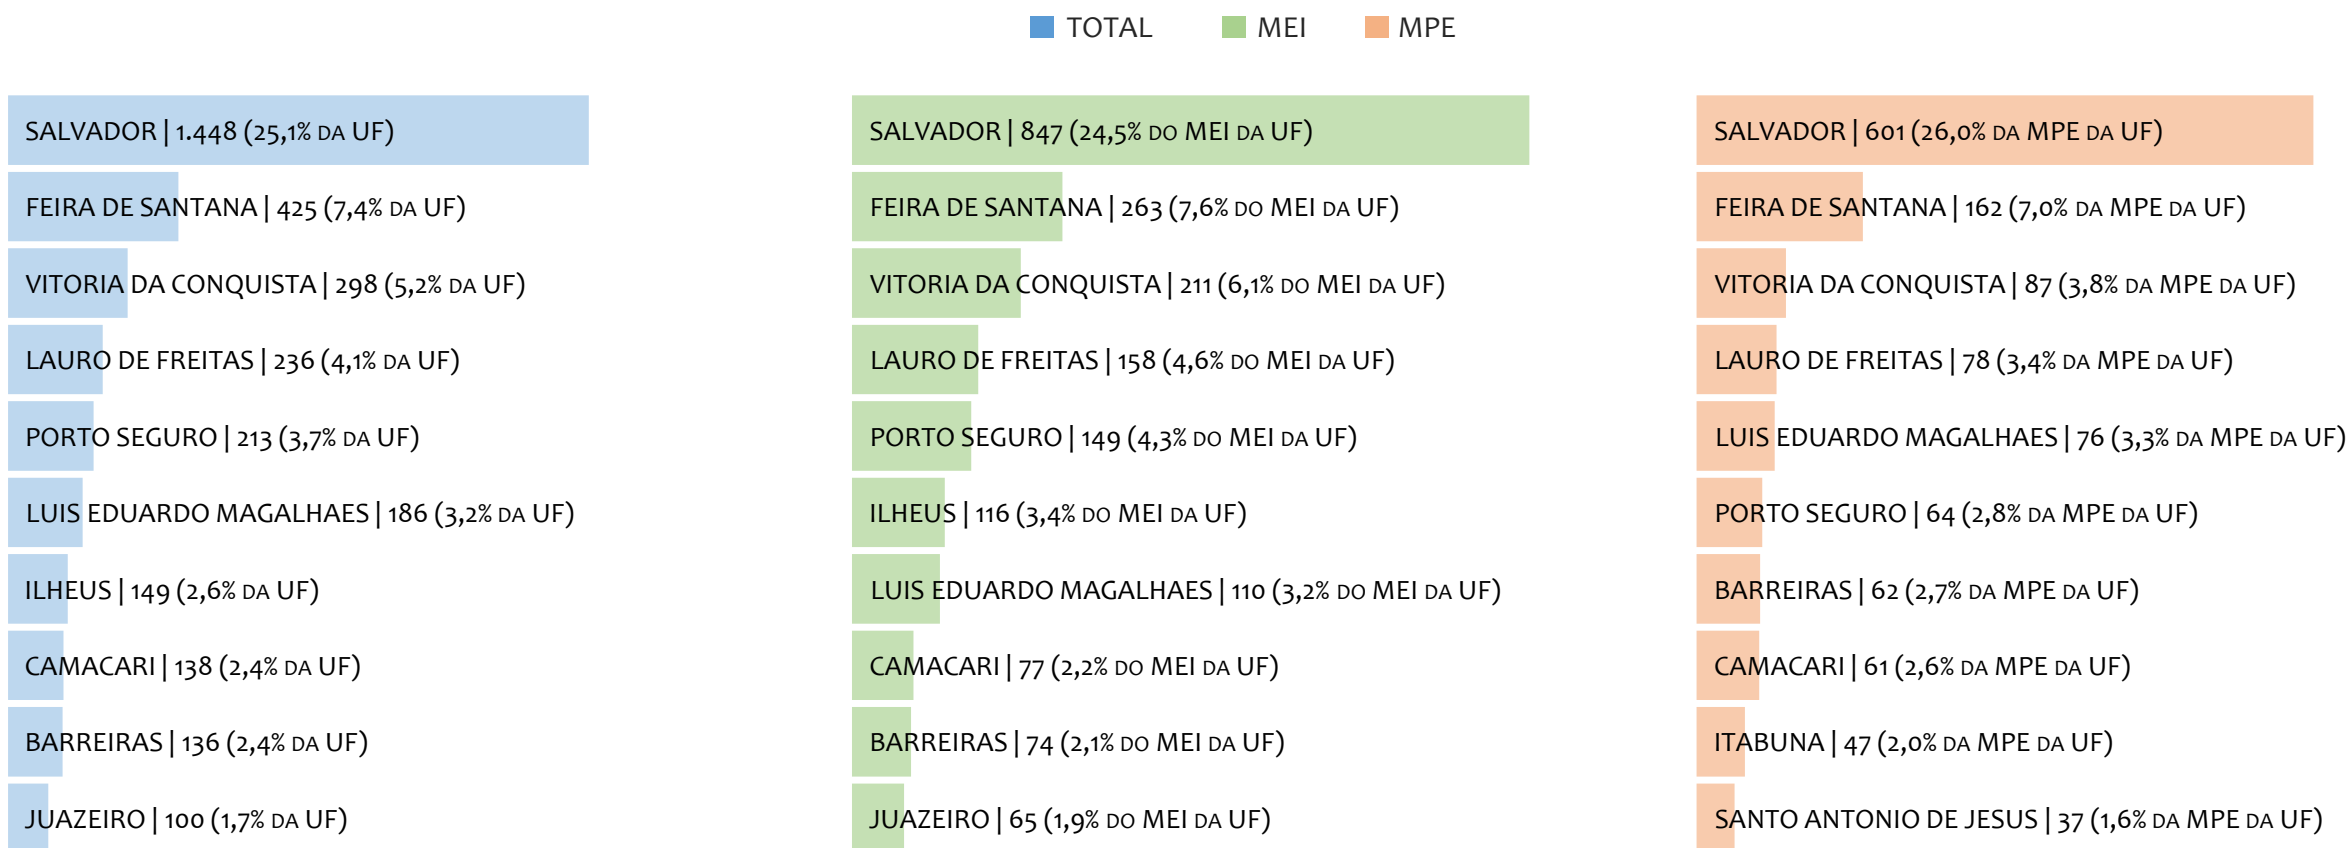 TOTAL MEI MPE
SALVADOR | 1.448 (25,1% DA UF)
FEIRA DE SANTANA | 425 (7,4% DA UF)
VITORIA DA CONQUISTA | 298 (5,2% DA UF)
LAURO DE FREITAS | 236 (4,1% DA UF)
PORTO SEGURO | 213 (3,7% DA UF)
LUIS EDUARDO MAGALHAES | 186 (3,2% DA UF)
ILHEUS | 149 (2,6% DA UF)
CAMACARI | 138 (2,4% DA UF)
BARREIRAS | 136 (2,4% DA UF)
JUAZEIRO | 100 (1,7% DA UF)
SALVADOR | 847 (24,5% DO MEI DA UF)
FEIRA DE SANTANA | 263 (7,6% DO MEI DA UF)
VITORIA DA CONQUISTA | 211 (6,1% DO MEI DA UF)
LAURO DE FREITAS | 158 (4,6% DO MEI DA UF)
PORTO SEGURO | 149 (4,3% DO MEI DA UF)
ILHEUS | 116 (3,4% DO MEI DA UF)
LUIS EDUARDO MAGALHAES | 110 (3,2% DO MEI DA UF)
CAMACARI | 77 (2,2% DO MEI DA UF)
BARREIRAS | 74 (2,1% DO MEI DA UF)
JUAZEIRO | 65 (1,9% DO MEI DA UF)
SALVADOR | 601 (26,0% DA MPE DA UF)
FEIRA DE SANTANA | 162 (7,0% DA MPE DA UF)
VITORIA DA CONQUISTA | 87 (3,8% DA MPE DA UF)
LAURO DE FREITAS | 78 (3,4% DA MPE DA UF)
LUIS EDUARDO MAGALHAES | 76 (3,3% DA MPE DA UF)
PORTO SEGURO | 64 (2,8% DA MPE DA UF)
BARREIRAS | 62 (2,7% DA MPE DA UF)
CAMACARI | 61 (2,6% DA MPE DA UF)
ITABUNA | 47 (2,0% DA MPE DA UF)
SANTO ANTONIO DE JESUS | 37 (1,6% DA MPE DA UF)